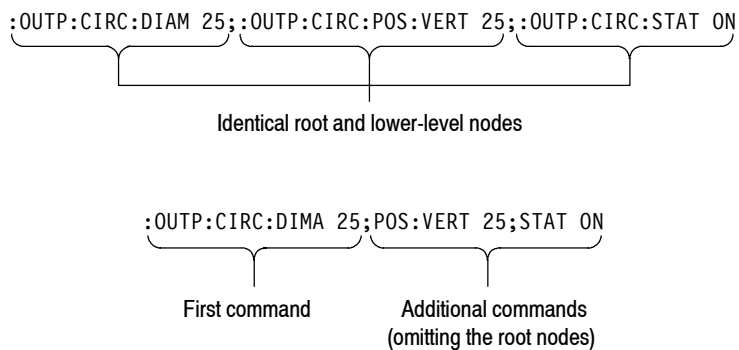 :OUTP:CIRC:DIAM 25;:OUTP:CIRC:POS:VERT 25;:OUTP:CIRC:STAT ON
Identical root and lower-level nodes
:OUTP:CIRC:DIMA 25;POS:VERT 25;STAT ON
First command
Additional commands
(omitting the root nodes)